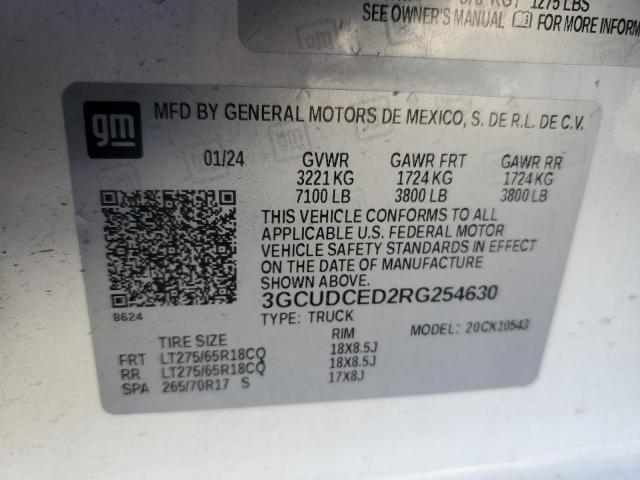 1275 LBS
SEE OWNER'S MANUAL FOR MORE INFORM
gm
MFD BY GENERAL MOTORS DE MEXICO, S. DE R.L. DE C.V.
01/24 GVWR GAWR FRT GAWR RR
3221 KG 1724 KG 1724 KG
7100 LB 3800 LB 3800 LB
THIS VEHICLE CONFORMS TO ALL
APPLICABLE U.S. FEDERAL MOTOR
VEHICLE SAFETY STANDARDS IN EFFECT
ON THE DATE OF MANUFACTURE
SHOWN ABOVE.
3GCUDCED2RG254630
8624
TYPE: TRUCK MODEL: 20CK10543
TIRE SIZE RIM
FRT LT275/65R18CQ 18X8.5J
RR LT275/65R18CQ 18X8.5J
SPA 265/70R17 S 17X8J